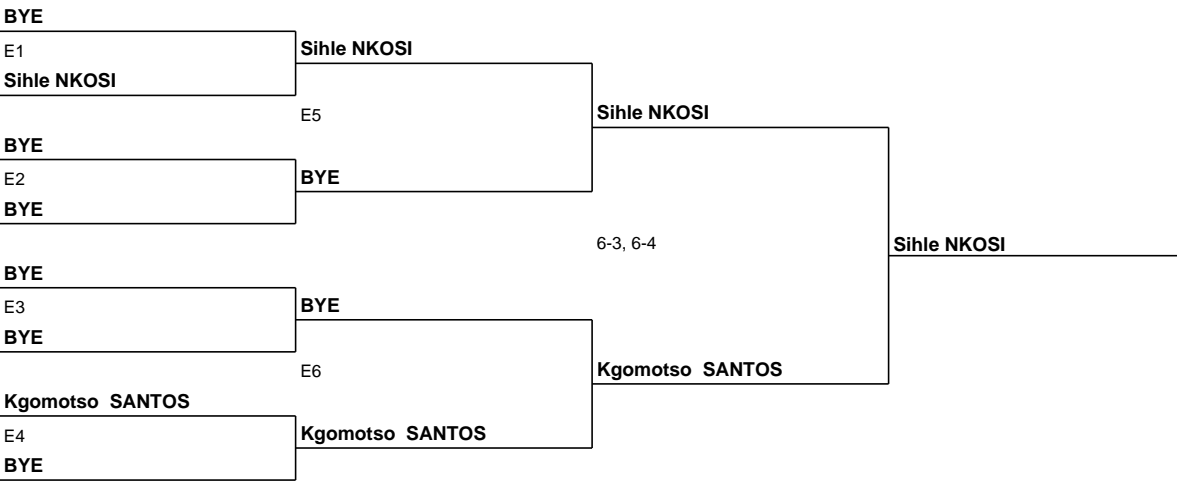 BYE
E1
Sihle NKOSI
BYE
E2
BYE
BYE
E3
BYE
Kgomotso SANTOS
E4
BYE
Sihle NKOSI
E5
BYE
BYE
E6
Kgomotso SANTOS
Sihle NKOSI
6-3, 6-4
Kgomotso SANTOS
Sihle NKOSI